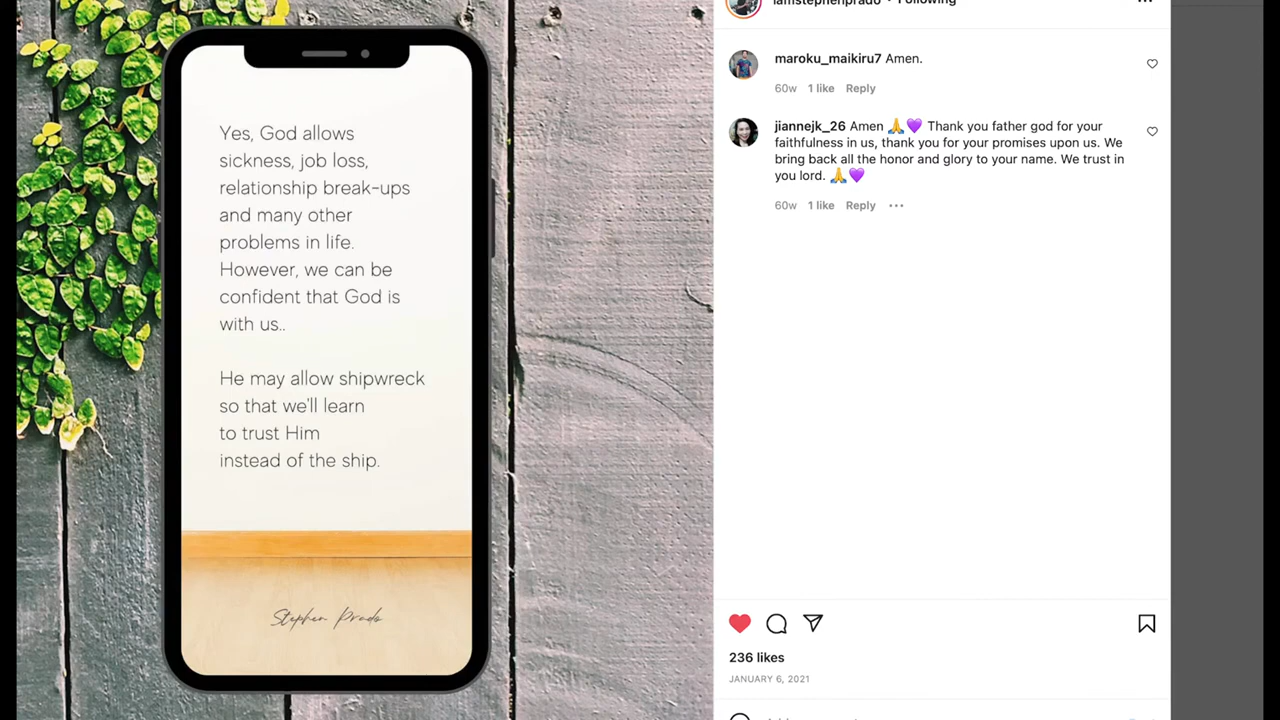 Yes, God allows
sickness, job loss,
relationship break-ups
and many other
problems in life.
However, we can be
confident that God is
with us..
He may allow shipwreck
so that we'll learn
to trust Him
instead of the ship.
Stephen Prado
iamstephenprado • Following
maroku_maikiru7 Amen.
60w 1 like Reply
jiannejk_26 Amen 🙏💜 Thank you father god for your
faithfulness in us, thank you for your promises upon us. We
bring back all the honor and glory to your name. We trust in
you lord. 🙏💜
60w 1 like Reply •••
236 likes
JANUARY 6, 2021